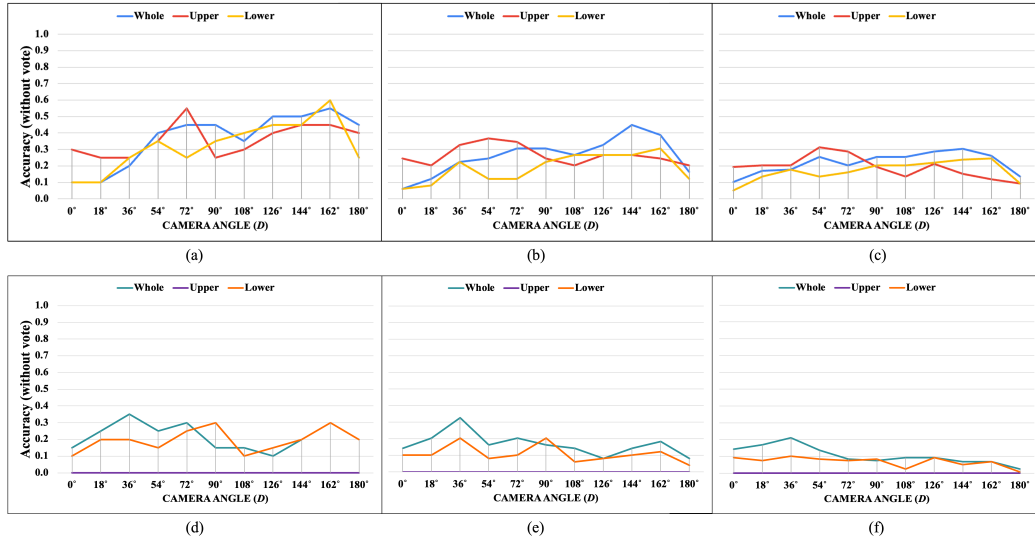 Whole Upper Lower
Whole Upper Lower
Whole Upper Lower
Accuracy (without vote)
1.0
0.9
0.8
0.7
0.6
0.5
0.4
0.3
0.2
0.1
0° 18° 36° 54° 72° 90° 108° 126° 144° 162° 180°
CAMERA ANGLE (D)
0° 18° 36° 54° 72° 90° 108° 126° 144° 162° 180°
CAMERA ANGLE (D)
0° 18° 36° 54° 72° 90° 108° 126° 144° 162° 180°
CAMERA ANGLE (D)
(a)
(b)
(c)
Whole Upper Lower
Whole Upper Lower
Whole Upper Lower
Accuracy (without vote)
1.0
0.9
0.8
0.7
0.6
0.5
0.4
0.3
0.2
0.1
0.0
0° 18° 36° 54° 72° 90° 108° 126° 144° 162° 180°
CAMERA ANGLE (D)
0° 18° 36° 54° 72° 90° 108° 126° 144° 162° 180°
CAMERA ANGLE (D)
0° 18° 36° 54° 72° 90° 108° 126° 144° 162° 180°
CAMERA ANGLE (D)
(d)
(e)
(f)